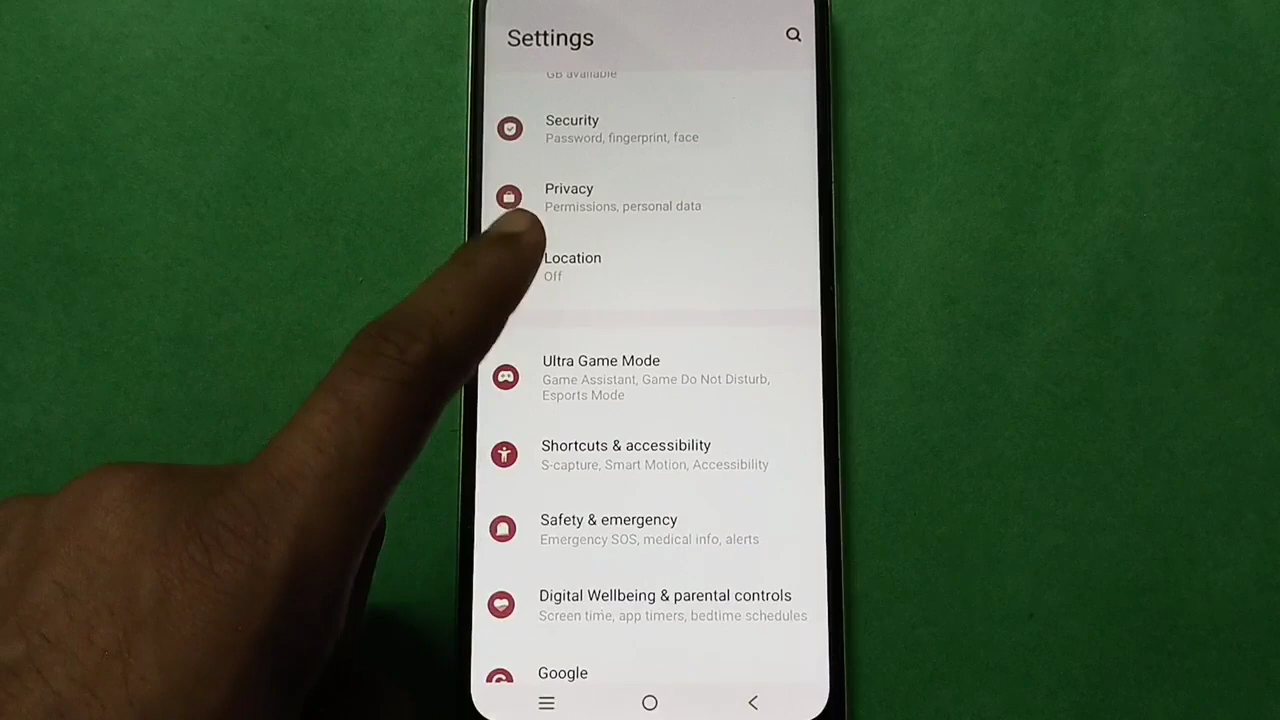 Settings
GB available
Security
Password, fingerprint, face
Privacy
Permissions, personal data
Location
Off
Ultra Game Mode
Game Assistant, Game Do Not Disturb,
Esports Mode
Shortcuts & accessibility
S-capture, Smart Motion, Accessibility
Safety & emergency
Emergency SOS, medical info, alerts
Digital Wellbeing & parental controls
Screen time, app timers, bedtime schedules
Google